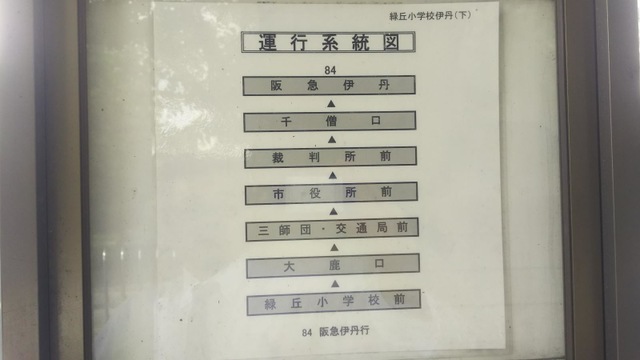 緑丘小学校伊丹(下)
運行系統図
84
阪急伊丹
▲
千僧口
▲
裁判所前
▲
市役所前
▲
三師団・交通局前
▲
大鹿口
▲
緑丘小学校前
84 阪急伊丹行